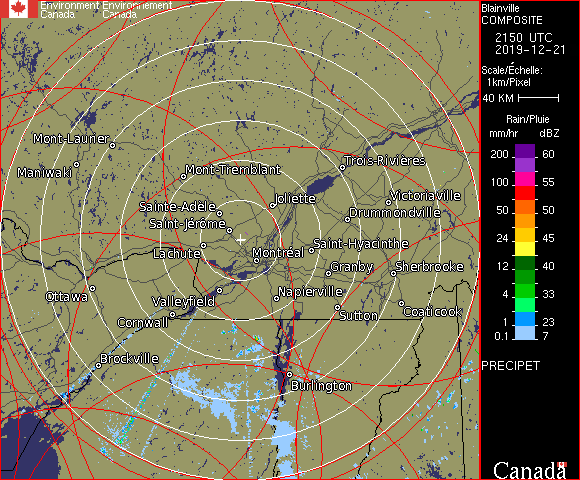 Environment Environnement
Canada Canada
Blainville
COMPOSITE
2150 UTC
2019-12-21
Scale/Échelle:
1km/Pixel
40 KM
Rain/Pluie
mm/hr dBZ
200 60
150 57
100 55
50 50
24 45
12 40
4 33
1 23
0.1 7
PRECIPET
Canada
Mont-Laurier
Maniwaki
Mont-Tremblant
Trois-Rivières
Joliette
Victoriaville
Sainte-Adèle
Drummondville
Saint-Jérôme
Saint-Hyacinthe
Lachute
Montréal
Granby
Sherbrooke
Ottawa
Valleyfield
Napierville
Cornwall
Sutton
Coaticook
Brockville
Burlington